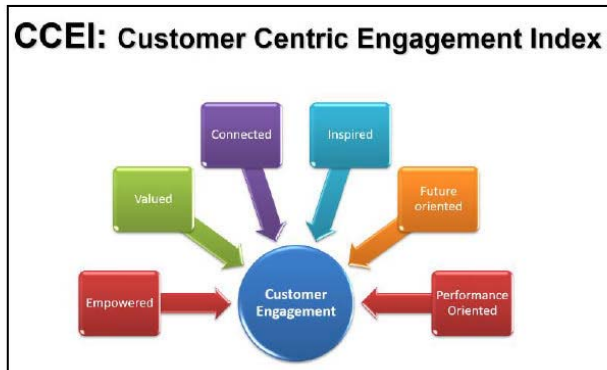 CCEI: Customer Centric Engagement Index
Connected
Inspired
Valued
Future
oriented
Empowered
Customer
Engagement
Performance
Oriented